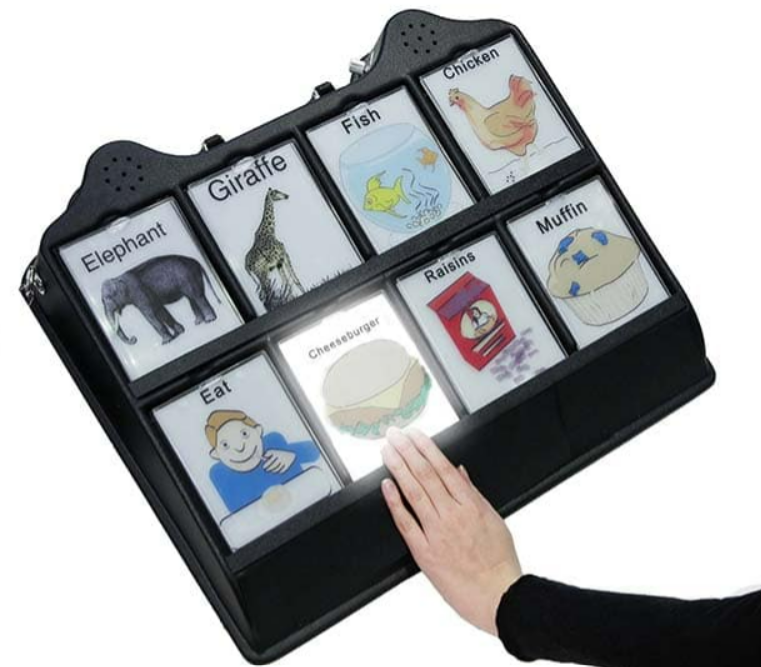 Elephant
Giraffe
Fish
Chicken
Eat
Cheeseburger
Raisins
Muffin